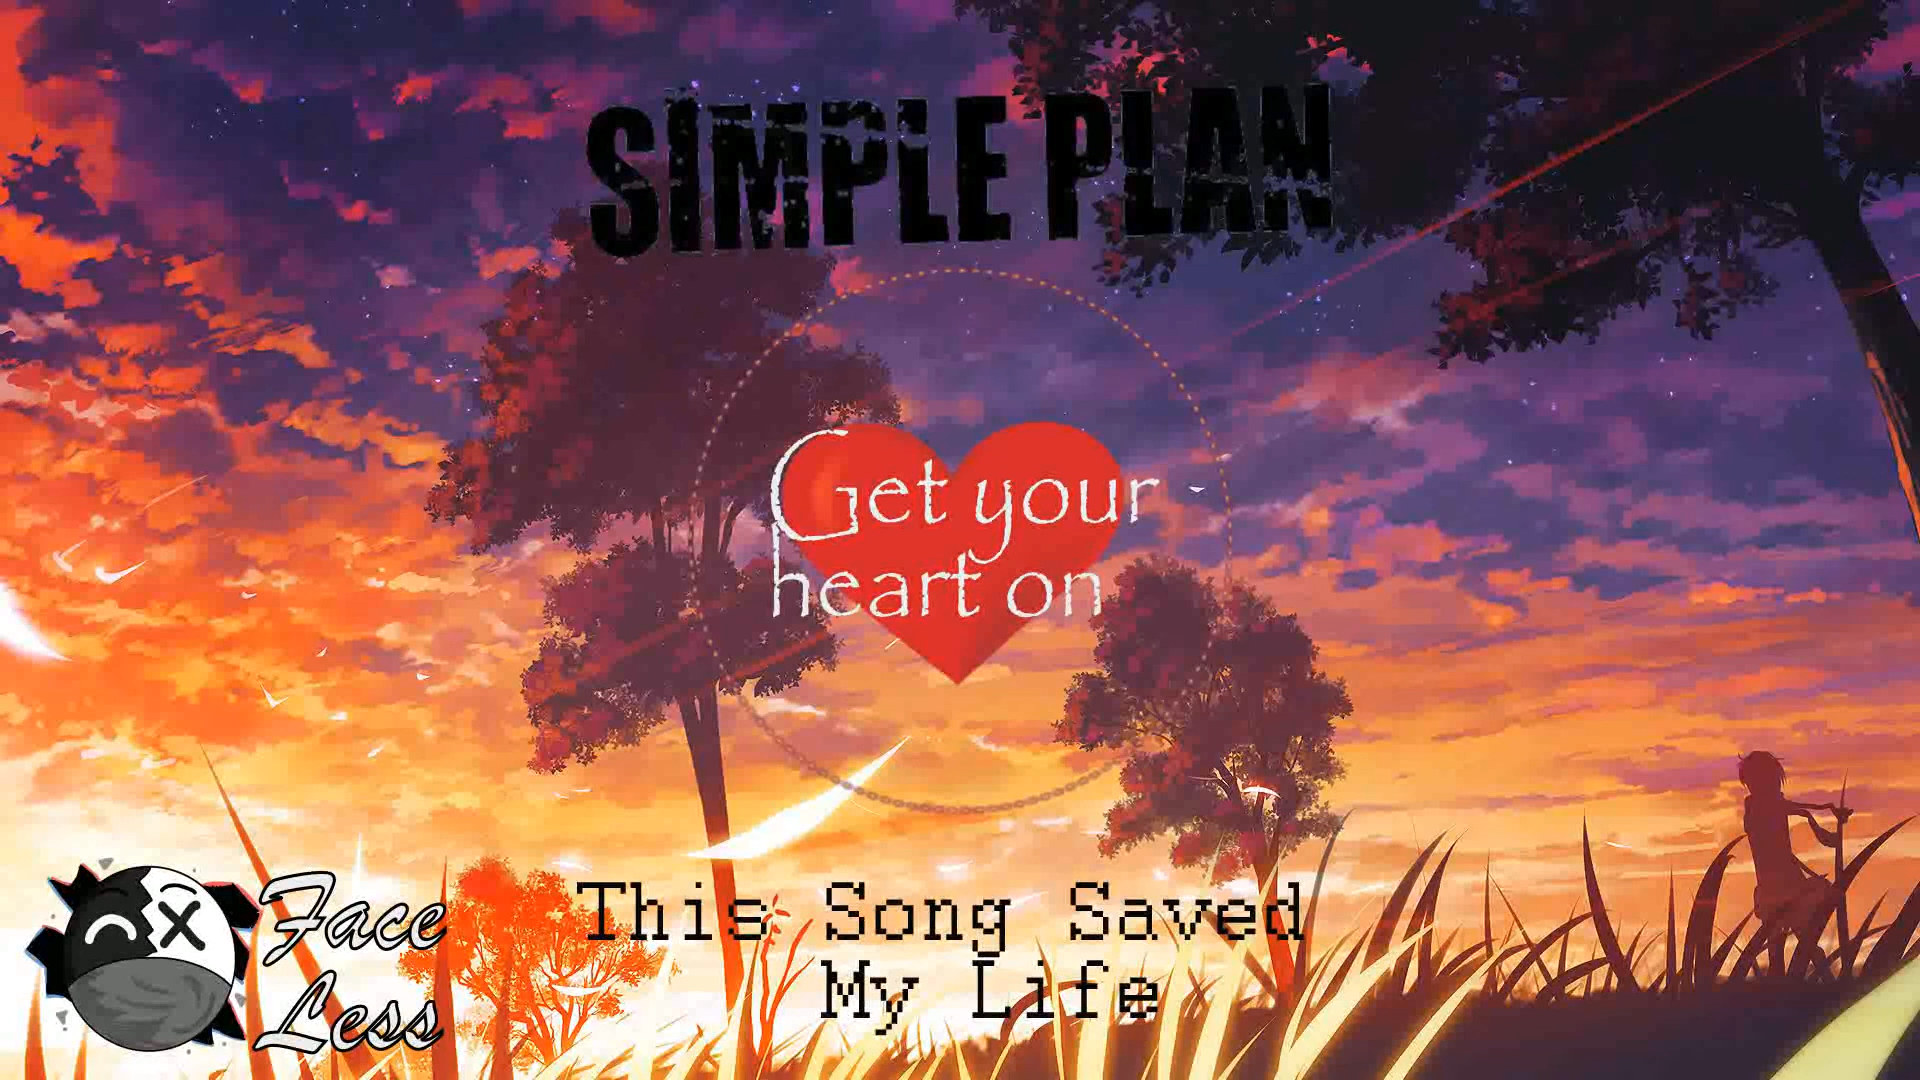 SIMPLE PLAN
Get your
heart on
This Song Saved
My Life
Face
Less